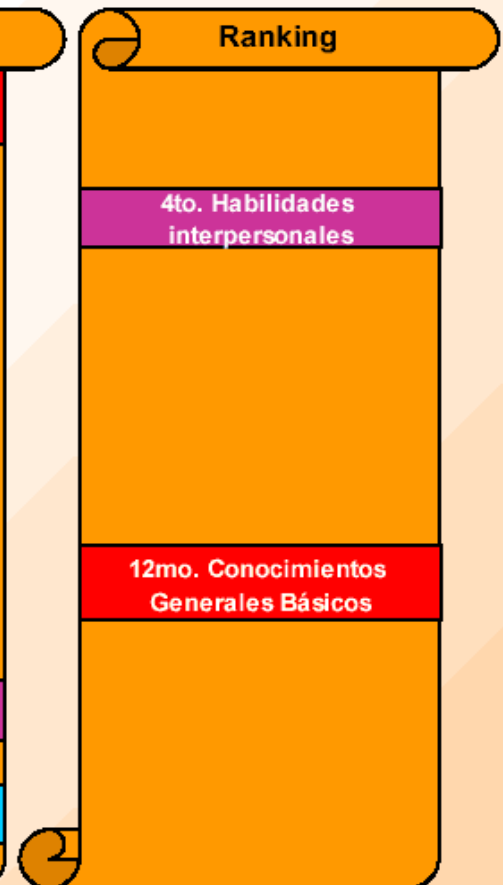 Ranking
4to. Habilidades
interpersonales
12mo. Conocimientos
Generales Básicos